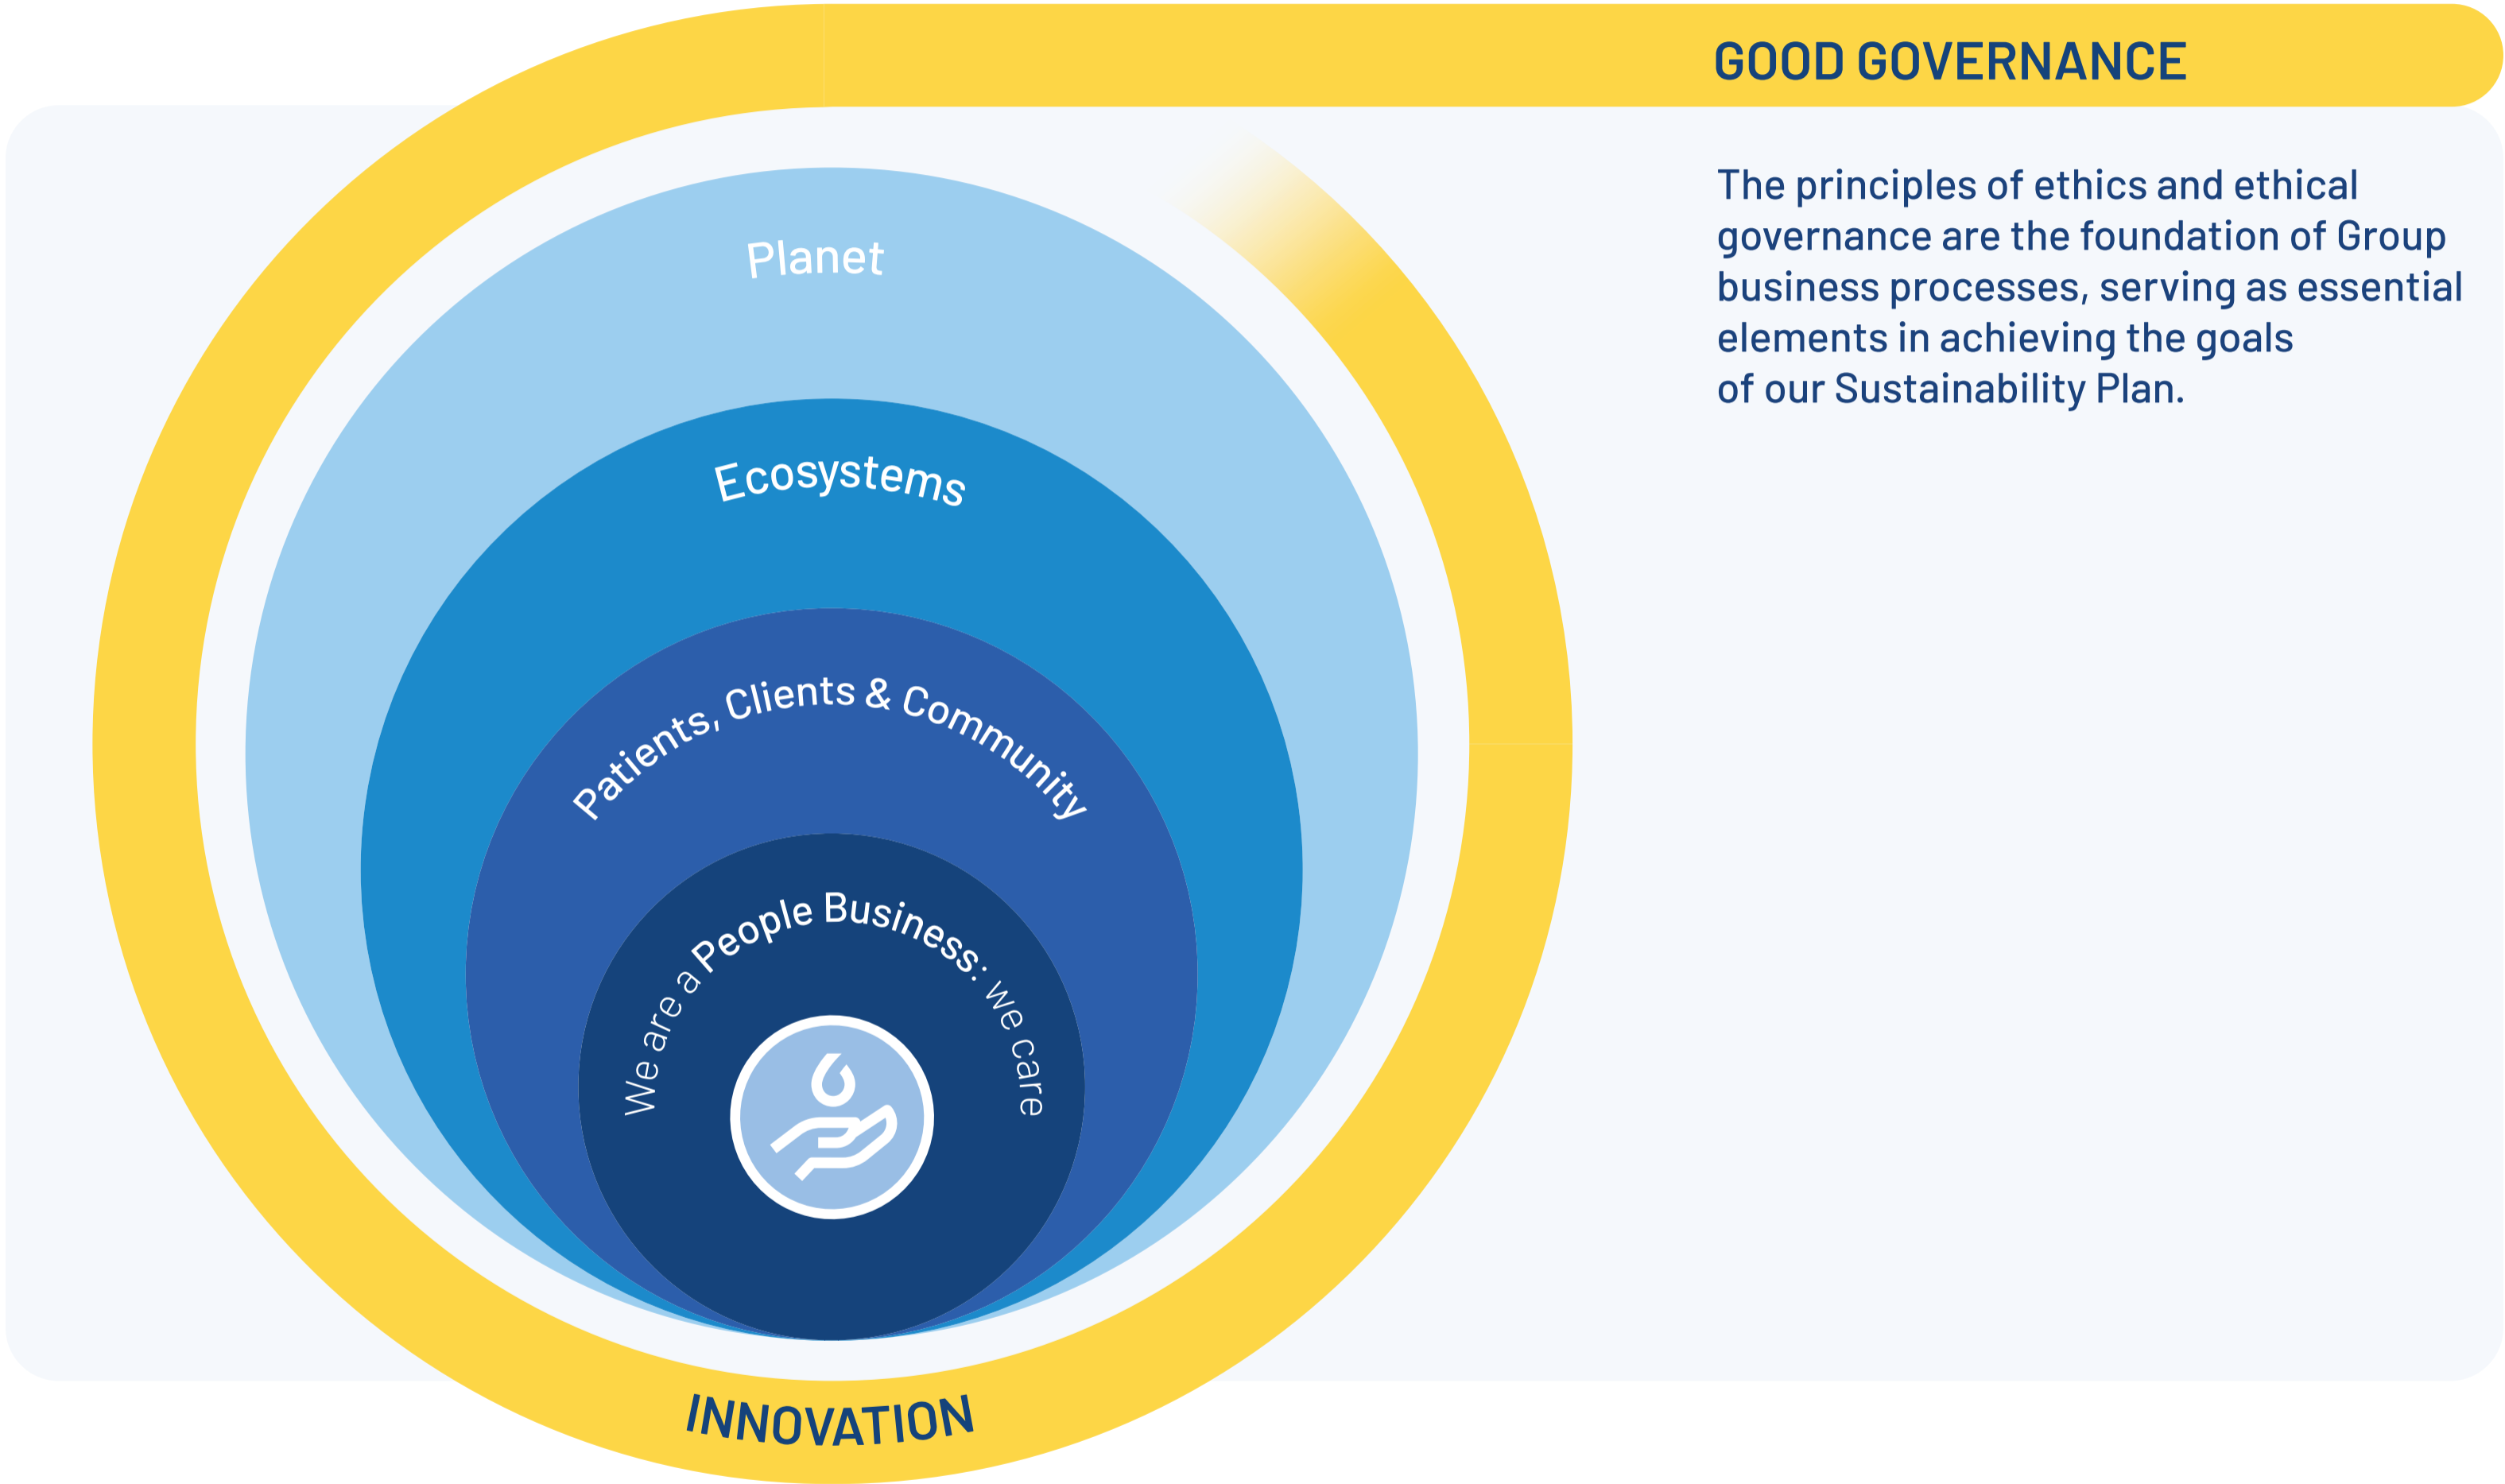 GOOD GOVERNANCE
The principles of ethics and ethical
governance are the foundation of Group
business processes, serving as essential
elements in achieving the goals
of our Sustainability Plan.
Planet
Ecosystems
Patients, Clients & Community
We are a People Business: we care
INNOVATION